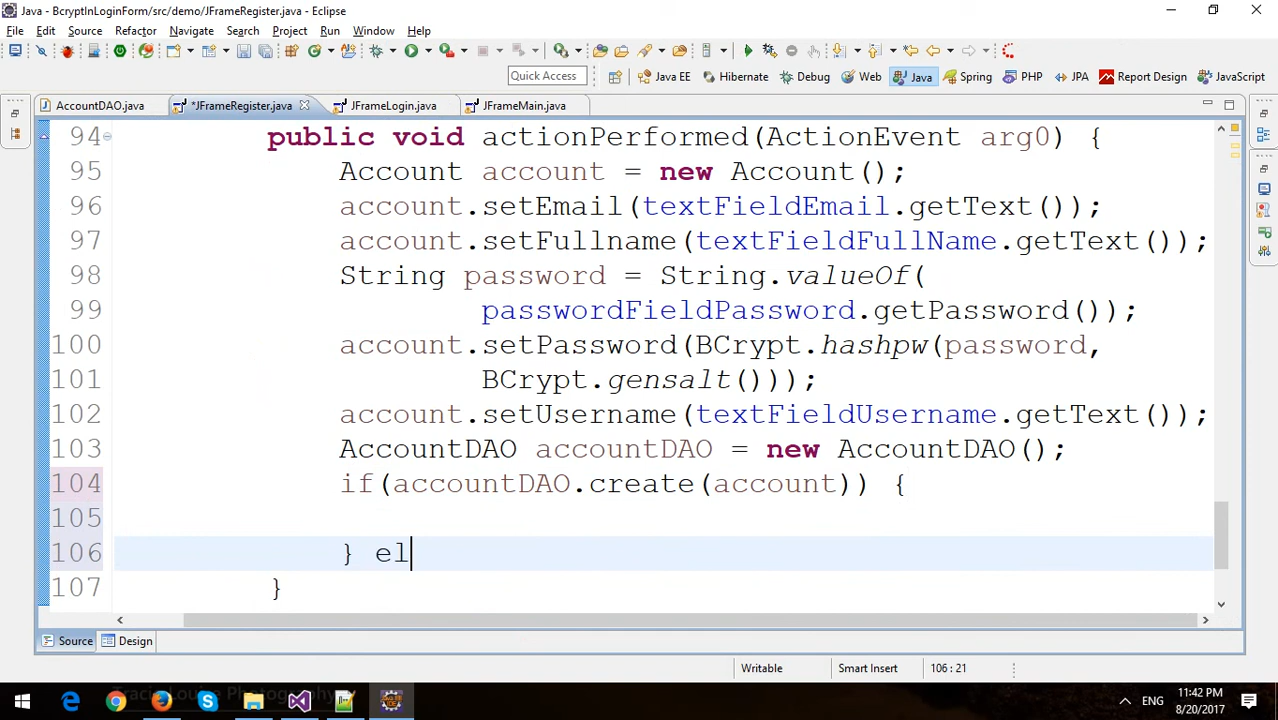 Java - BcryptInLoginForm/src/demo/JFrameRegister.java - Eclipse
File Edit Source Refactor Navigate Search Project Run Window Help
Quick Access Java EE Hibernate Debug Web Java Spring PHP JPA Report Design JavaScript
AccountDAO.java *JFrameRegister.java JFrameLogin.java JFrameMain.java
94 public void actionPerformed(ActionEvent arg0) {
95 Account account = new Account();
96 account.setEmail(textFieldEmail.getText());
97 account.setFullname(textFieldFullName.getText());
98 String password = String.valueOf(
99 passwordFieldPassword.getPassword());
100 account.setPassword(BCrypt.hashpw(password,
101 BCrypt.gensalt()));
102 account.setUsername(textFieldUsername.getText());
103 AccountDAO accountDAO = new AccountDAO();
104 if(accountDAO.create(account)) {
105
106 } el
107 }
Source Design
Writable Smart Insert 106 : 21
ENG 11:42 PM
8/20/2017